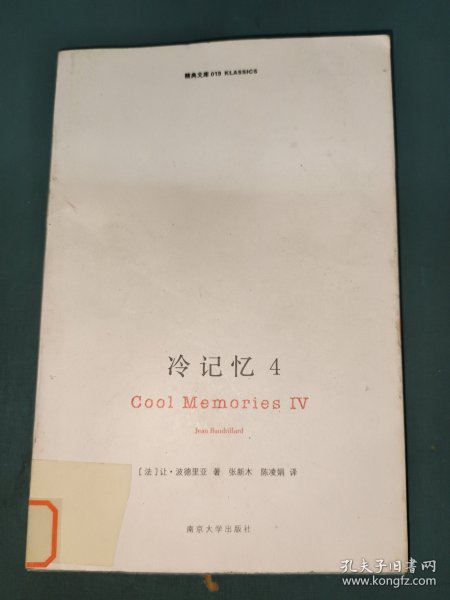 精典文库 019 KLASSICS
冷记忆 4
Cool Memories IV
Jean Baudrillard
[法]让·波德里亚 著 张新木 陈凌娟 译
南京大学出版社
孔夫子旧书网
www.kongfz.com